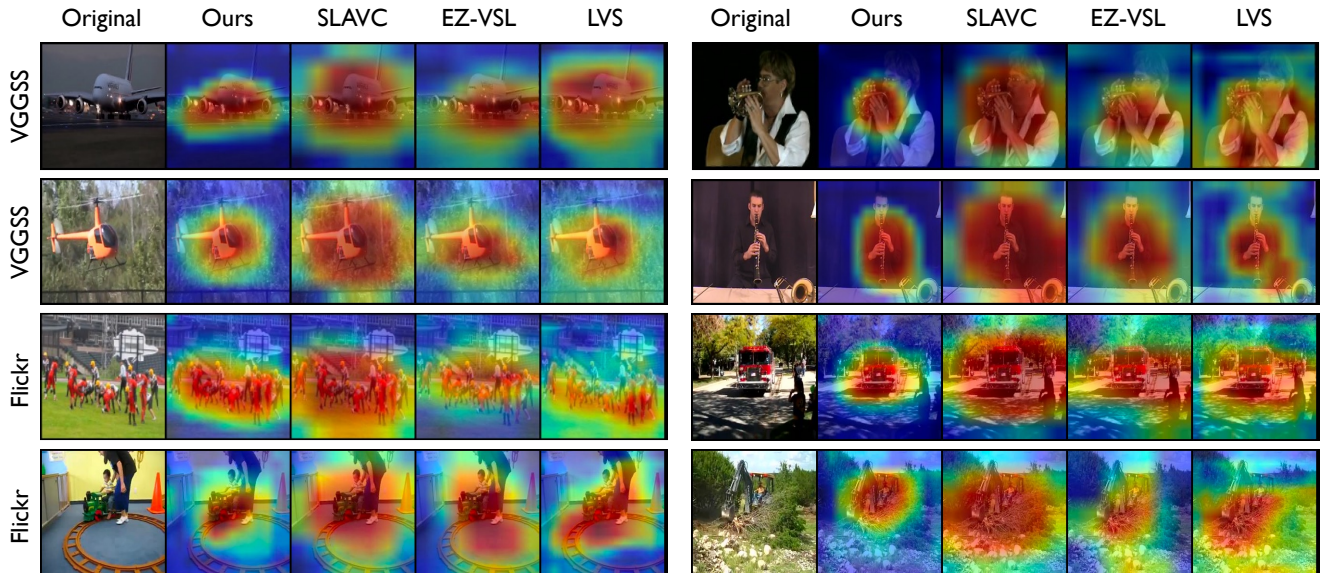 Original Ours SLAVC EZ-VSL LVS Original Ours SLAVC EZ-VSL LVS
VGGSS
VGGSS
Flickr
Flickr